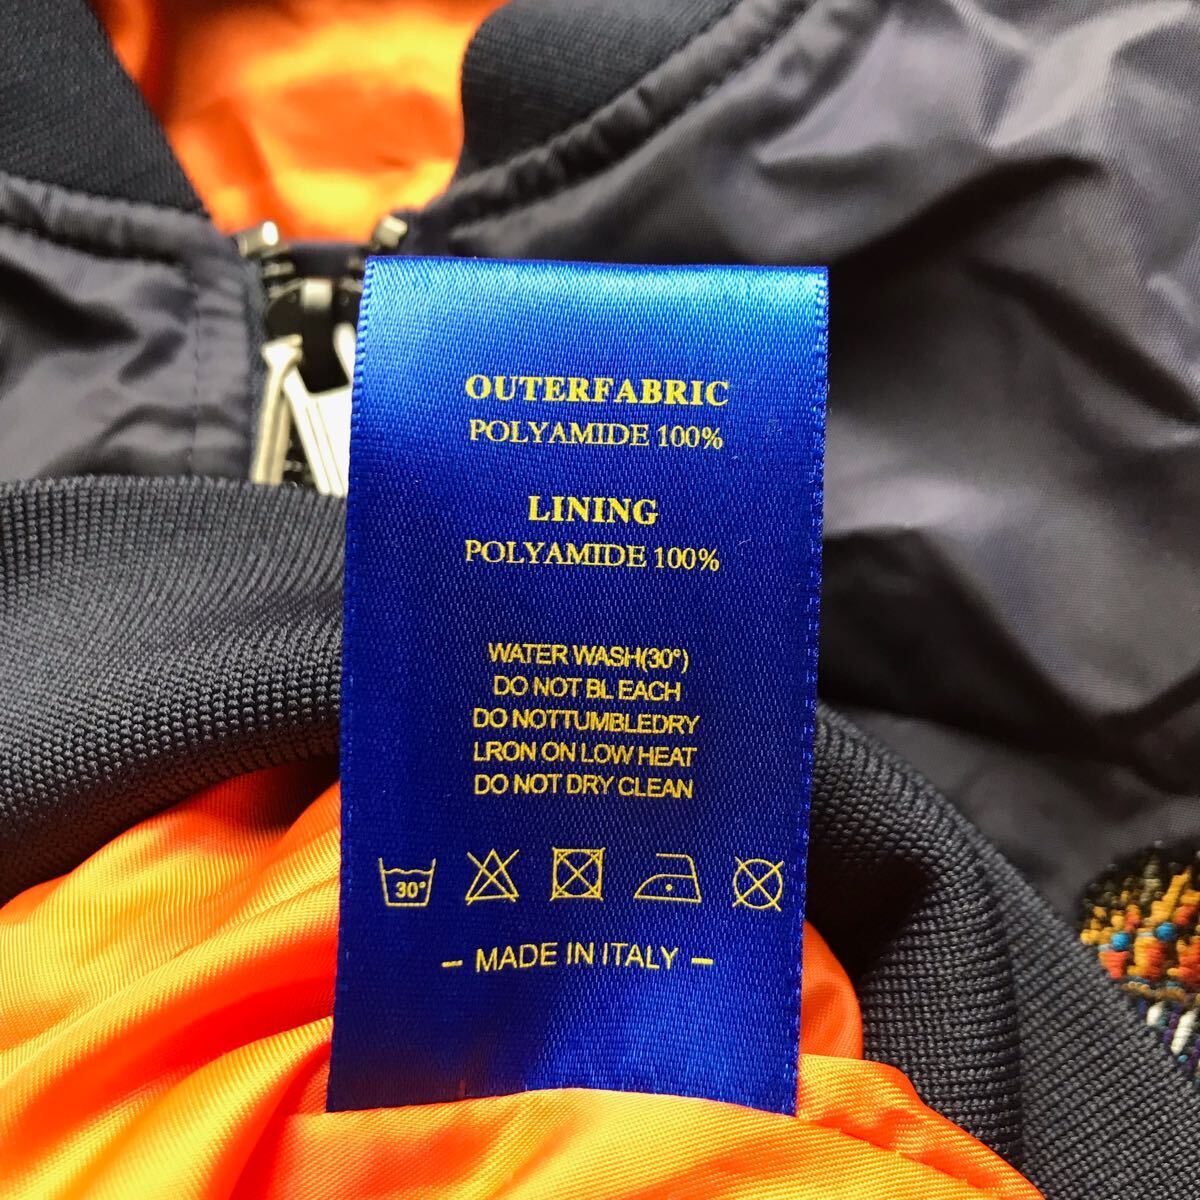 OUTERFABRIC
POLYAMIDE 100%
LINING
POLYAMIDE 100%
WATER WASH(30°)
DO NOT BL EACH
DO NOTTUMBLEDRY
LRON ON LOW HEAT
DO NOT DRY CLEAN
30°
– MADE IN ITALY –